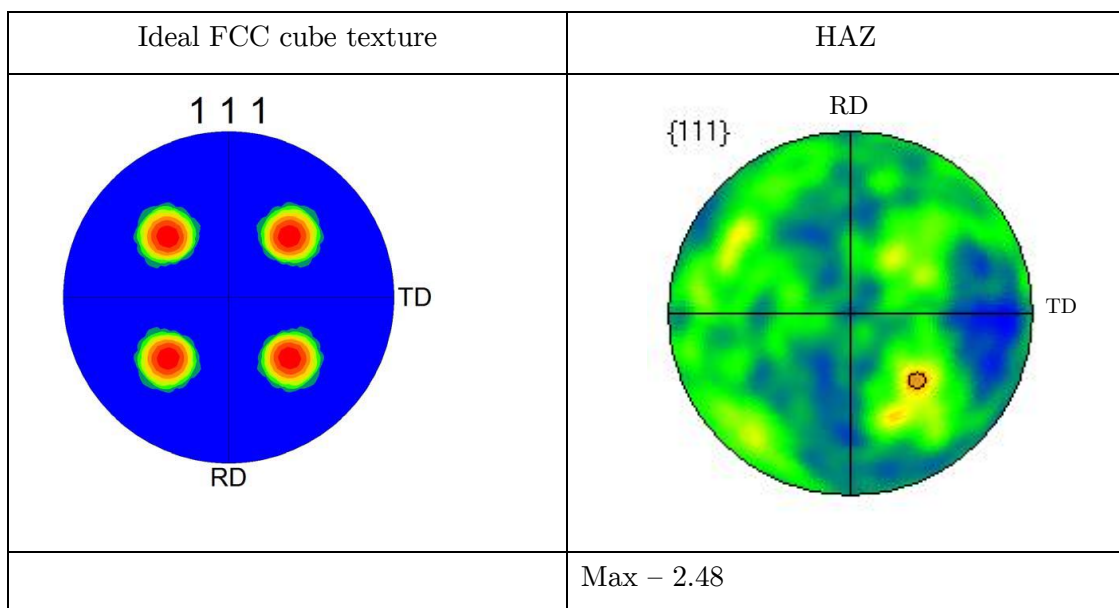 Ideal FCC cube texture
HAZ
1 1 1
TD
RD
RD
{111}
TD
Max – 2.48